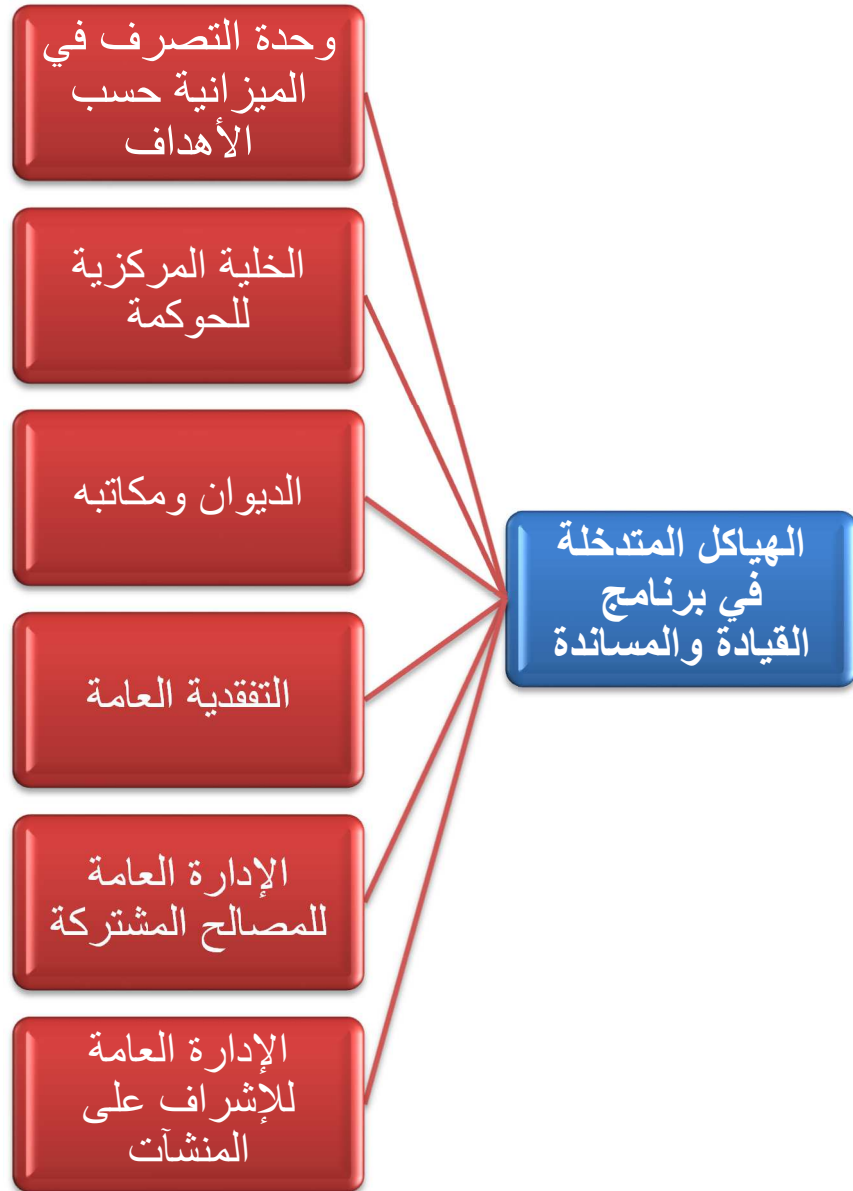 الهياكل المتدخلة
في برنامج
القيادة والمساندة
وحدة التصرف في
الميزانية حسب
الأهداف
الخلية المركزية
للحوكمة
الديوان ومكاتبه
التفقدية العامة
الإدارة العامة
للمصالح المشتركة
الإدارة العامة
للإشراف على
المنشآت